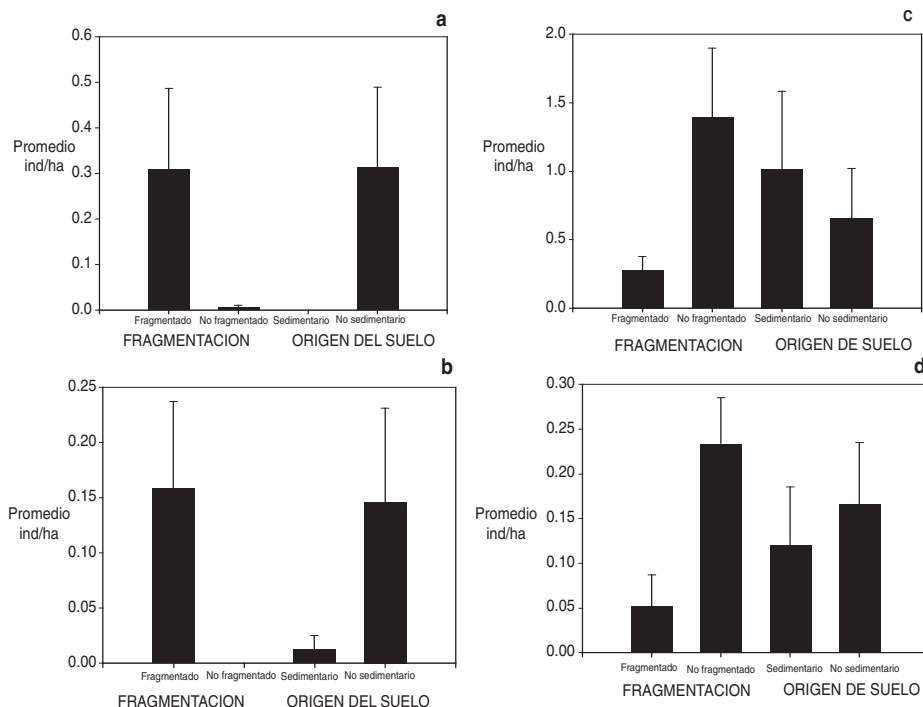 a
0.6
0.5
0.4
0.3
0.2
0.1
0.0
Promedio
ind/ha
Fragmentado No fragmentado Sedimentario No sedimentario
FRAGMENTACION ORIGEN DEL SUELO
c
2.0
1.5
1.0
0.5
0.0
Promedio
ind/ha
Fragmentado No fragmentado Sedimentario No sedimentario
FRAGMENTACION ORIGEN DE SUELO
b
0.25
0.20
0.15
0.10
0.05
0.00
Promedio
ind/ha
Fragmentado No fragmentado Sedimentario No sedimentario
FRAGMENTACION ORIGEN DEL SUELO
d
0.30
0.25
0.20
0.15
0.10
0.05
0.00
Promedio
ind/ha
Fragmentado No fragmentado Sedimentario No sedimentario
FRAGMENTACION ORIGEN DE SUELO